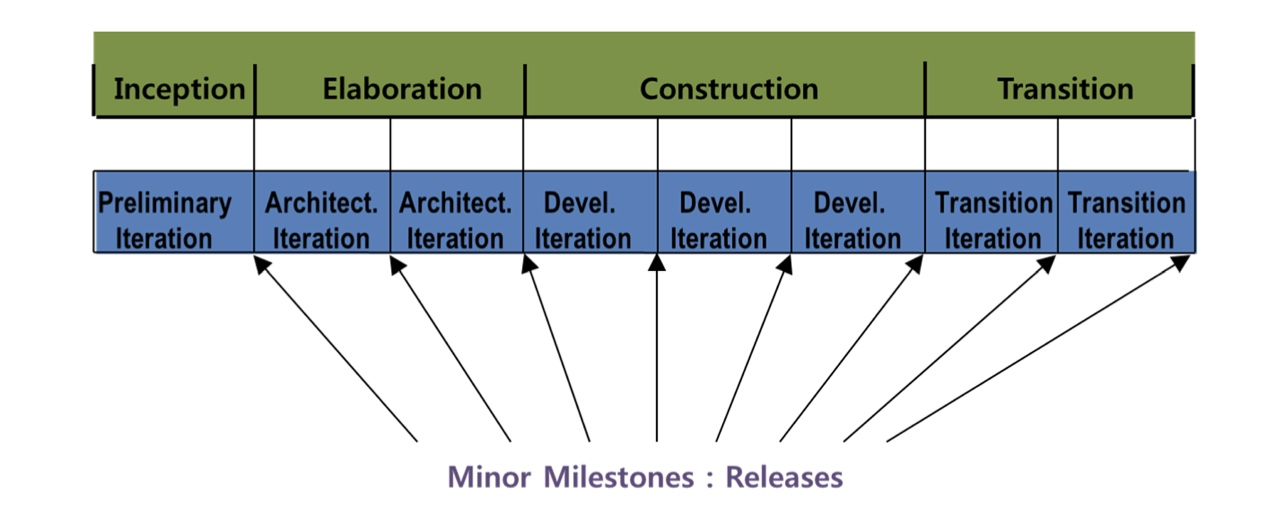 Inception Elaboration Construction Transition
Preliminary Architect. Architect. Devel. Devel. Devel. Transition Transition
Iteration Iteration Iteration Iteration Iteration Iteration Iteration Iteration
Minor Milestones : Releases